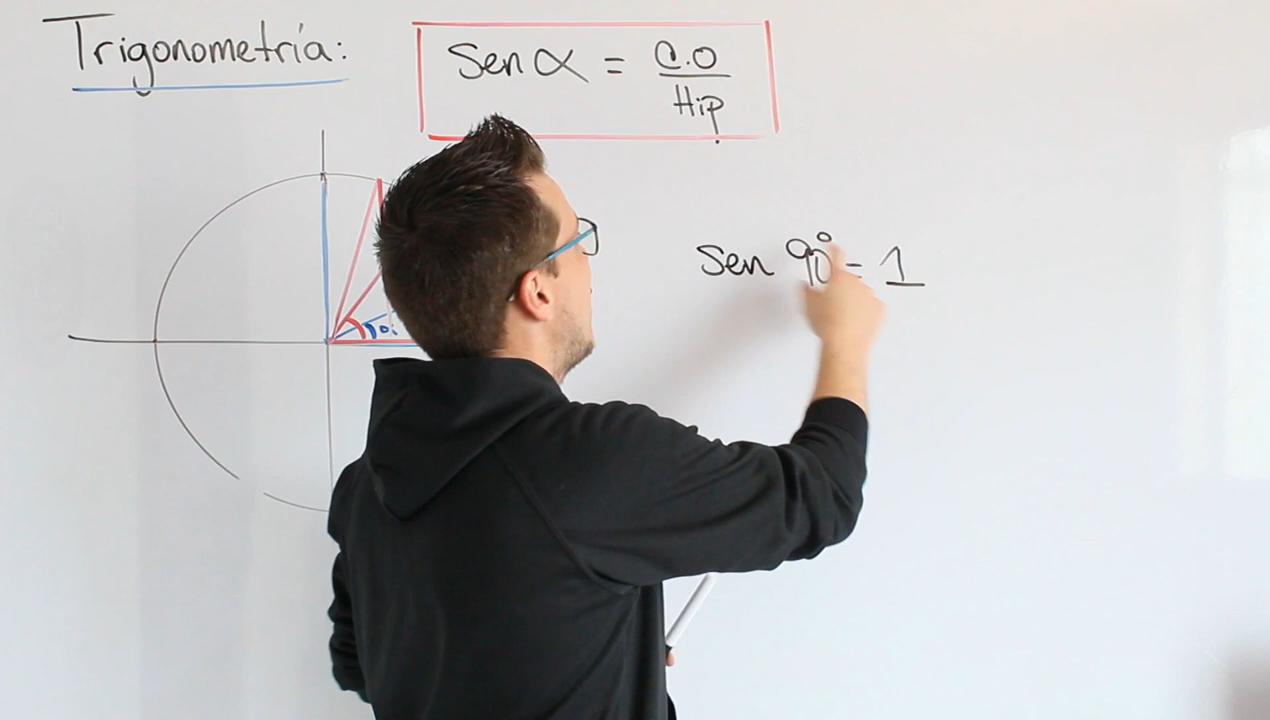 Trigonometría:
Sen α = C.O
Hip
Sen 90° = 1